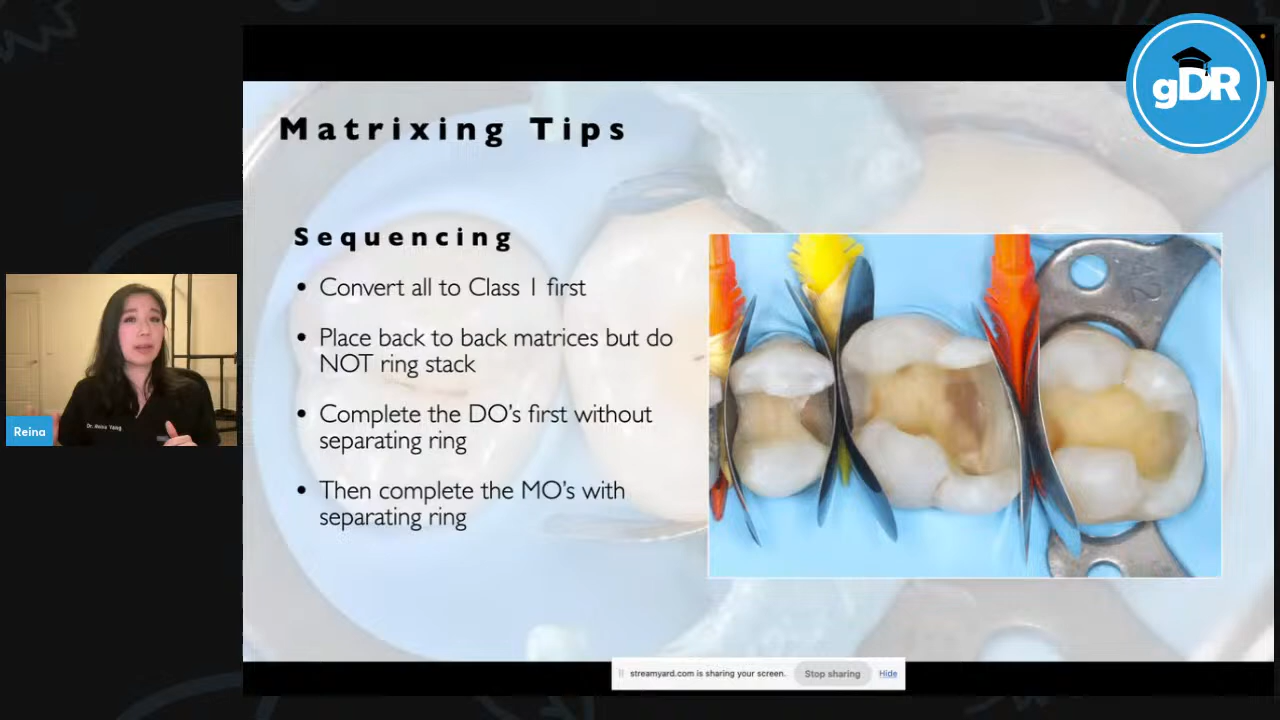 gDR
Matrixing Tips
Sequencing
• Convert all to Class 1 first
• Place back to back matrices but do
NOT ring stack
• Complete the DO's first without
separating ring
• Then complete the MO's with
separating ring
Reina
streamyard.com is sharing your screen.
Stop sharing
Hide